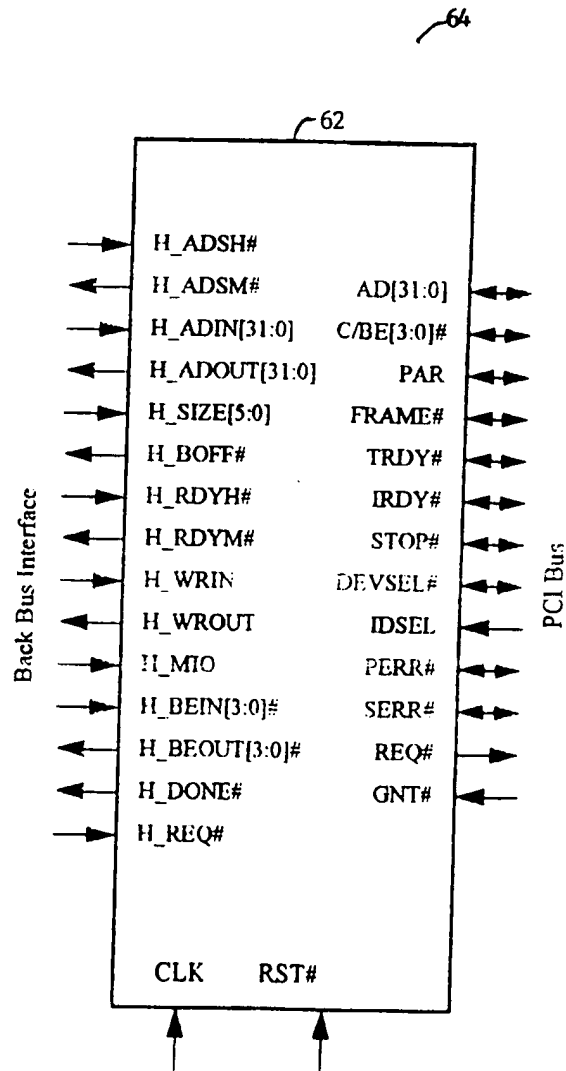 64
62
Back Bus Interface
H_ADSH#
H_ADSM#
H_ADIN[31:0]
H_ADOUT[31:0]
H_SIZE[5:0]
H_BOFF#
H_RDYH#
H_RDYM#
H_WRIN
H_WROUT
H_MIO
H_BEIN[3:0]#
H_BEOUT[3:0]#
H_DONE#
H_REQ#
AD[31:0]
C/BE[3:0]#
PAR
FRAME#
TRDY#
IRDY#
STOP#
DEVSEL#
IDSEL
PERR#
SERR#
REQ#
GNT#
PCI Bus
CLK RST#